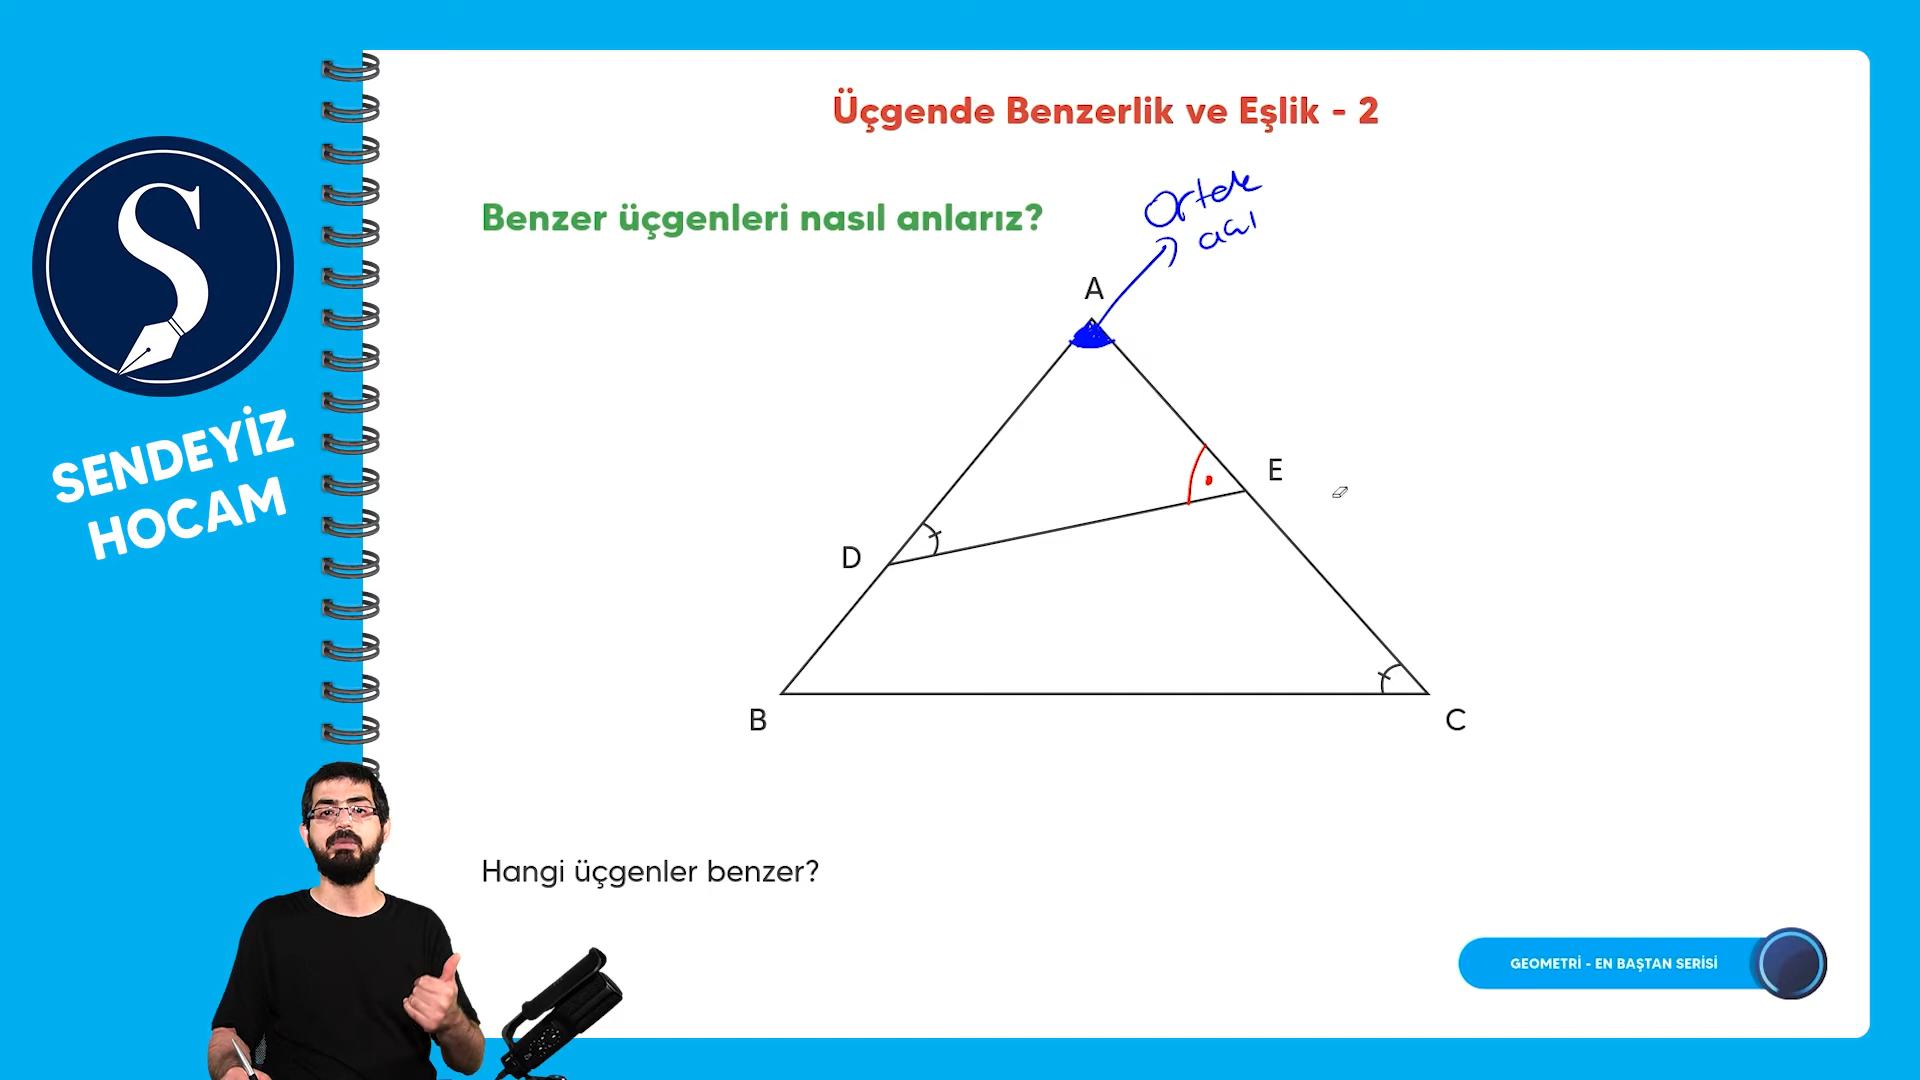 Üçgende Benzerlik ve Eşlik - 2
Benzer üçgenleri nasıl anlarız?
Ortak
açı
A
E
D
B
C
Hangi üçgenler benzer?
S
SENDEYİZ
HOCAM
GEOMETRİ - EN BAŞTAN SERİSİ